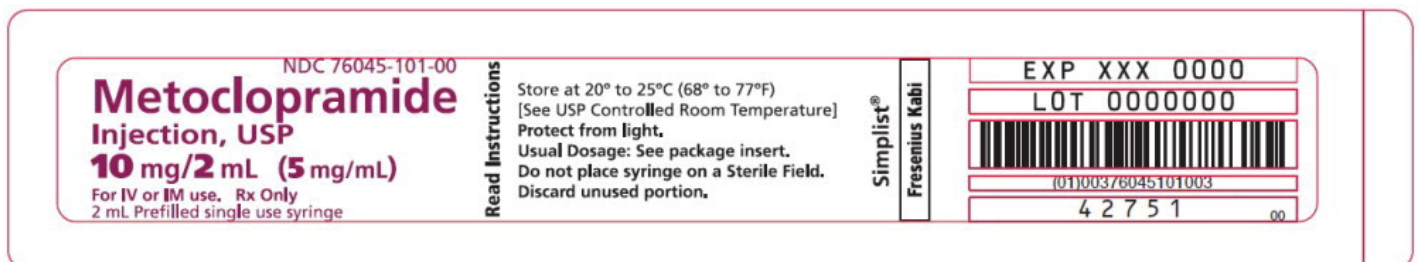 NDC 76045-101-00
Metoclopramide
Injection, USP
10 mg/2 mL (5 mg/mL)
For IV or IM use. Rx Only
2 mL Prefilled single use syringe
Read Instructions
Store at 20° to 25°C (68° to 77°F)
[See USP Controlled Room Temperature]
Protect from light.
Usual Dosage: See package insert.
Do not place syringe on a Sterile Field.
Discard unused portion.
Simplist®
Fresenius Kabi
EXP XXX 0000
LOT 0000000
(01)00376045101003
42751
00